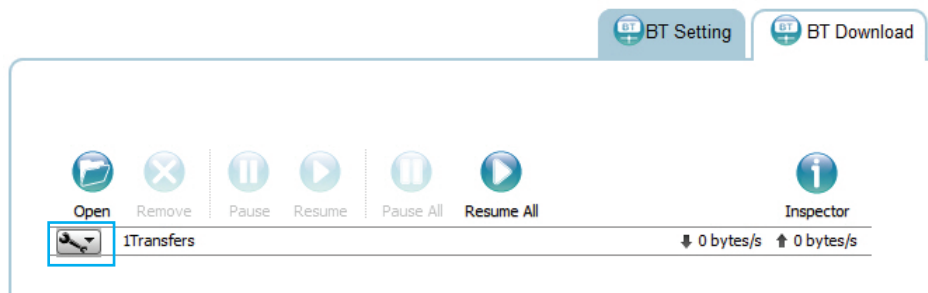 BT Setting BT Download
Open Remove Pause Resume Pause All Resume All Inspector
1Transfers 0 bytes/s 0 bytes/s